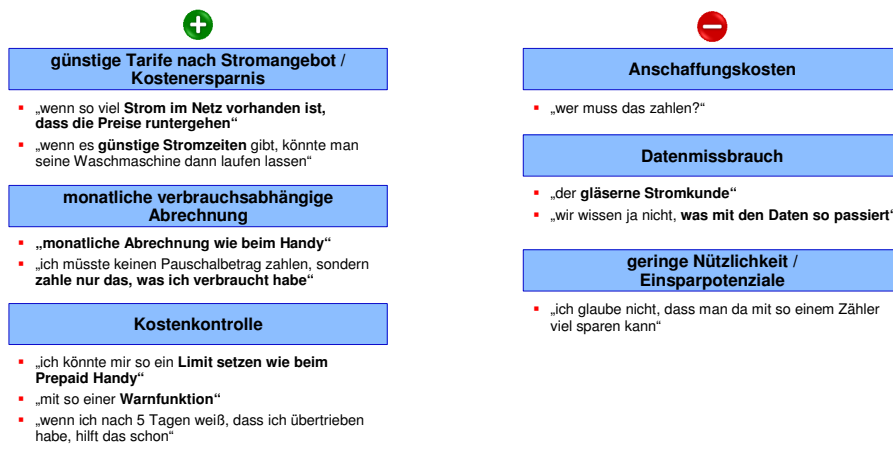 günstige Tarife nach Stromangebot /
Kostenersparnis
„wenn so viel Strom im Netz vorhanden ist,
dass die Preise runtergehen“
„wenn es günstige Stromzeiten gibt, könnte man
seine Waschmaschine dann laufen lassen“
monatliche verbrauchsabhängige
Abrechnung
„monatliche Abrechnung wie beim Handy“
„ich müsste keinen Pauschalbetrag zahlen, sondern
zahle nur das, was ich verbraucht habe“
Kostenkontrolle
„ich könnte mir so ein Limit setzen wie beim
Prepaid Handy“
„mit so einer Warnfunktion“
„wenn ich nach 5 Tagen weiß, dass ich übertrieben
habe, hilft das schon“
Anschaffungskosten
„wer muss das zahlen?“
Datenmissbrauch
„der gläserne Stromkunde“
„wir wissen ja nicht, was mit den Daten so passiert“
geringe Nützlichkeit /
Einsparpotenziale
„ich glaube nicht, dass man da mit so einem Zähler
viel sparen kann“